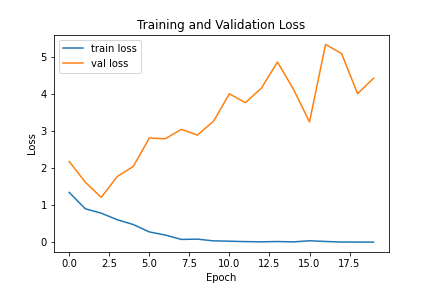 Training and Validation Loss
train loss
val loss
Loss
5
4
3
2
1
0
0.0 2.5 5.0 7.5 10.0 12.5 15.0 17.5
Epoch